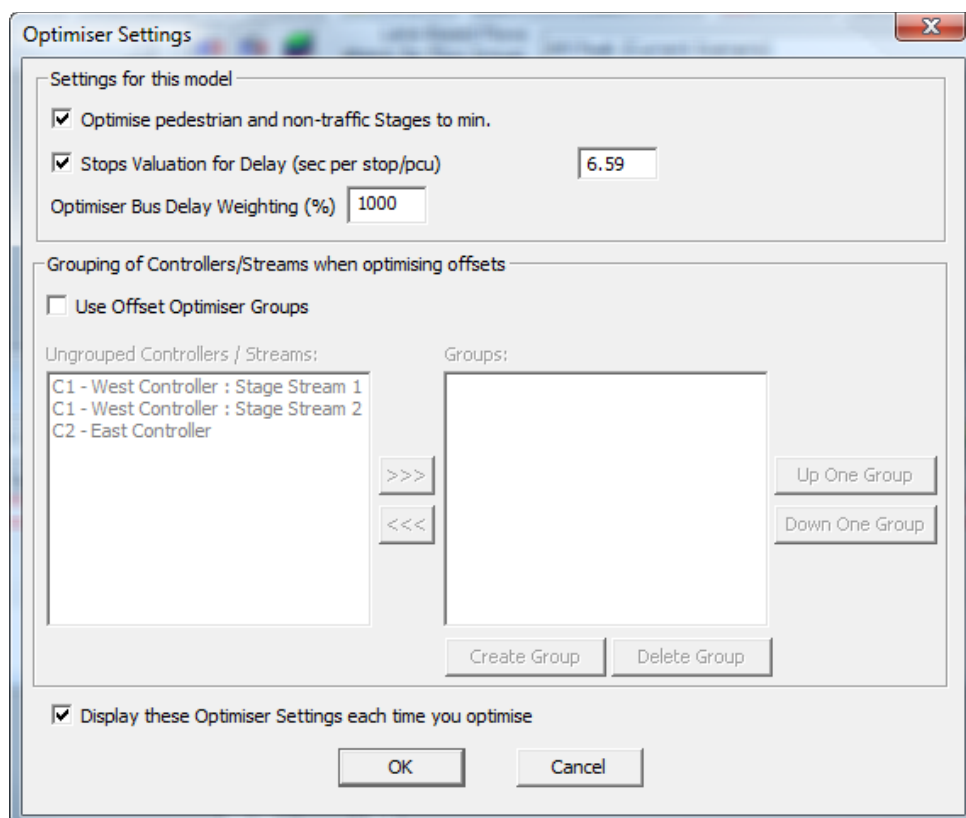 Optimiser Settings
Settings for this model
Optimise pedestrian and non-traffic Stages to min.
Stops Valuation for Delay (sec per stop/pcu) 6.59
Optimiser Bus Delay Weighting (%) 1000
Grouping of Controllers/Streams when optimising offsets
Use Offset Optimiser Groups
Ungrouped Controllers / Streams: Groups:
C1 - West Controller : Stage Stream 1
C1 - West Controller : Stage Stream 2
C2 - East Controller
>>> Up One Group
<<< Down One Group
Create Group Delete Group
Display these Optimiser Settings each time you optimise
OK Cancel